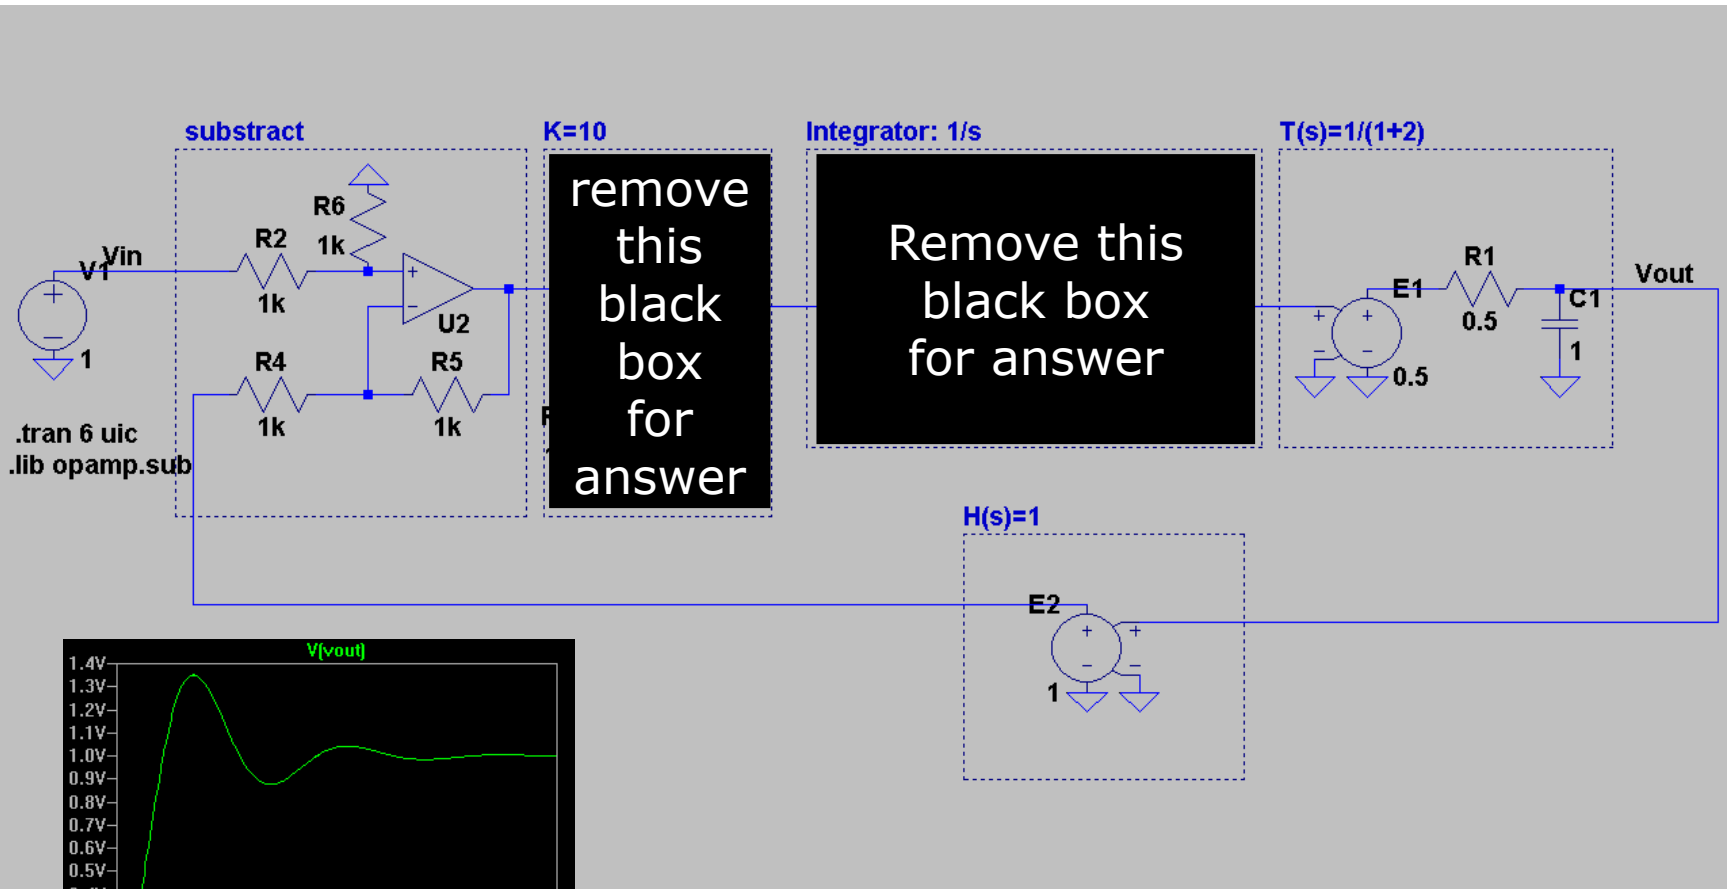 substract
K=10
Integrator: 1/s
T(s)=1/(1+2)
remove
this
black
box
for
answer
Remove this
black box
for answer
R6
1k
R2
1k
Vin
V1
+
−
1
+
−
U2
R4
1k
R5
1k
.tran 6 uic
.lib opamp.sub
E1
+
−
+
−
0.5
R1
0.5
C1
1
Vout
H(s)=1
E2
+
−
+
−
1
V(vout)
1.4V
1.3V
1.2V
1.1V
1.0V
0.9V
0.8V
0.7V
0.6V
0.5V